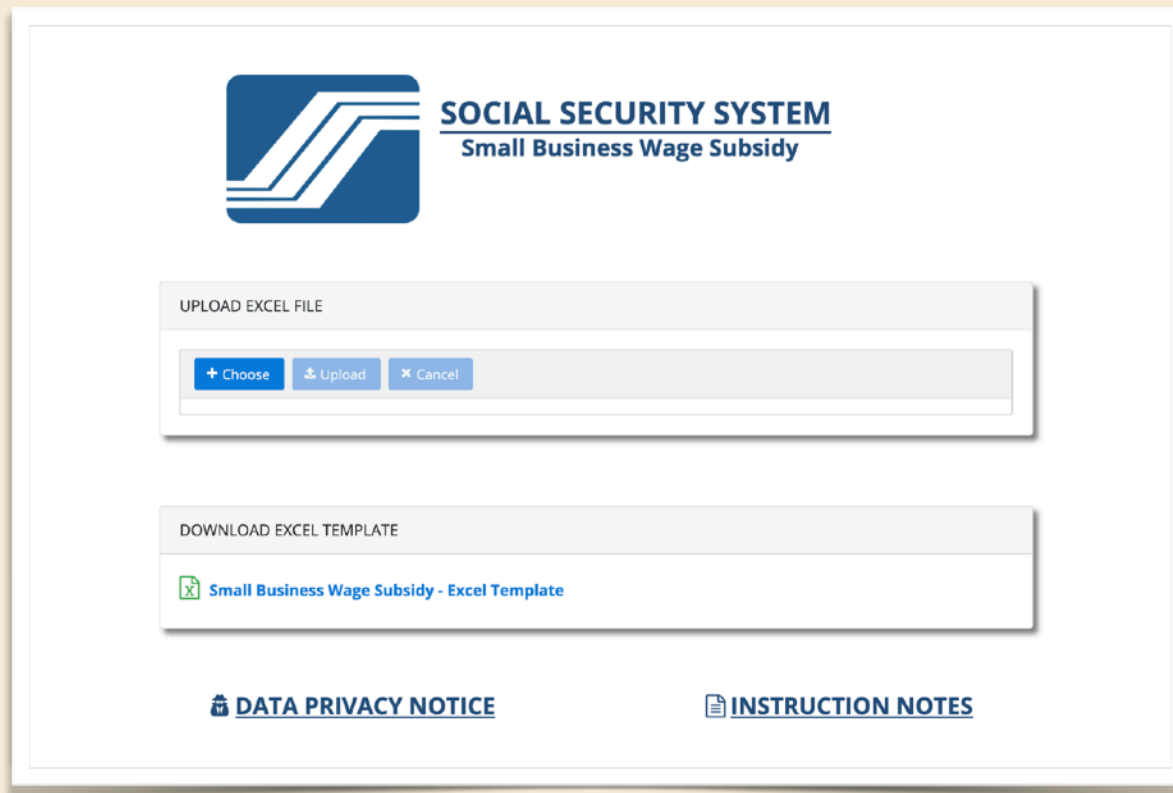 SOCIAL SECURITY SYSTEM
Small Business Wage Subsidy
UPLOAD EXCEL FILE
Choose Upload Cancel
DOWNLOAD EXCEL TEMPLATE
Small Business Wage Subsidy - Excel Template
DATA PRIVACY NOTICE INSTRUCTION NOTES